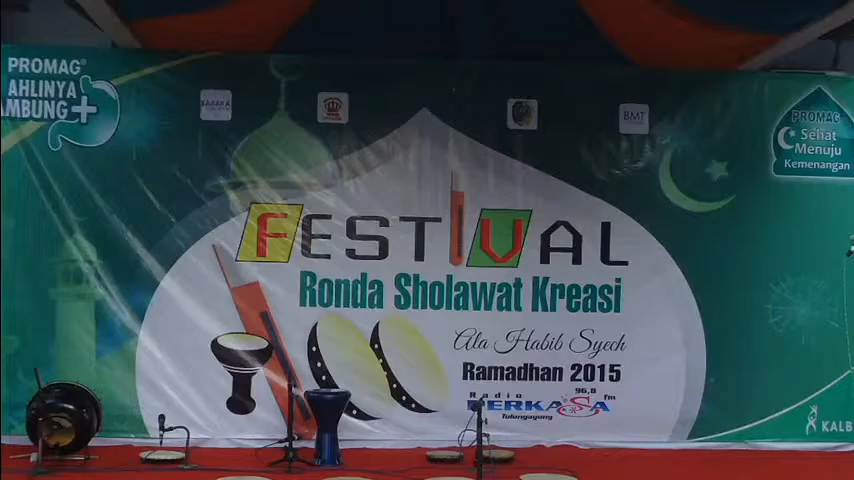 PROMAG®
AHLINYA
AMBUNG
BMT
PROMAG
Sehat
Menuju
Kemenangan
FESTIVAL
Ronda Sholawat Kreasi
Ala Habib Syech
Ramadhan 2015
Radio 96,8 fm
PERKASA
Tulungagung
KALB